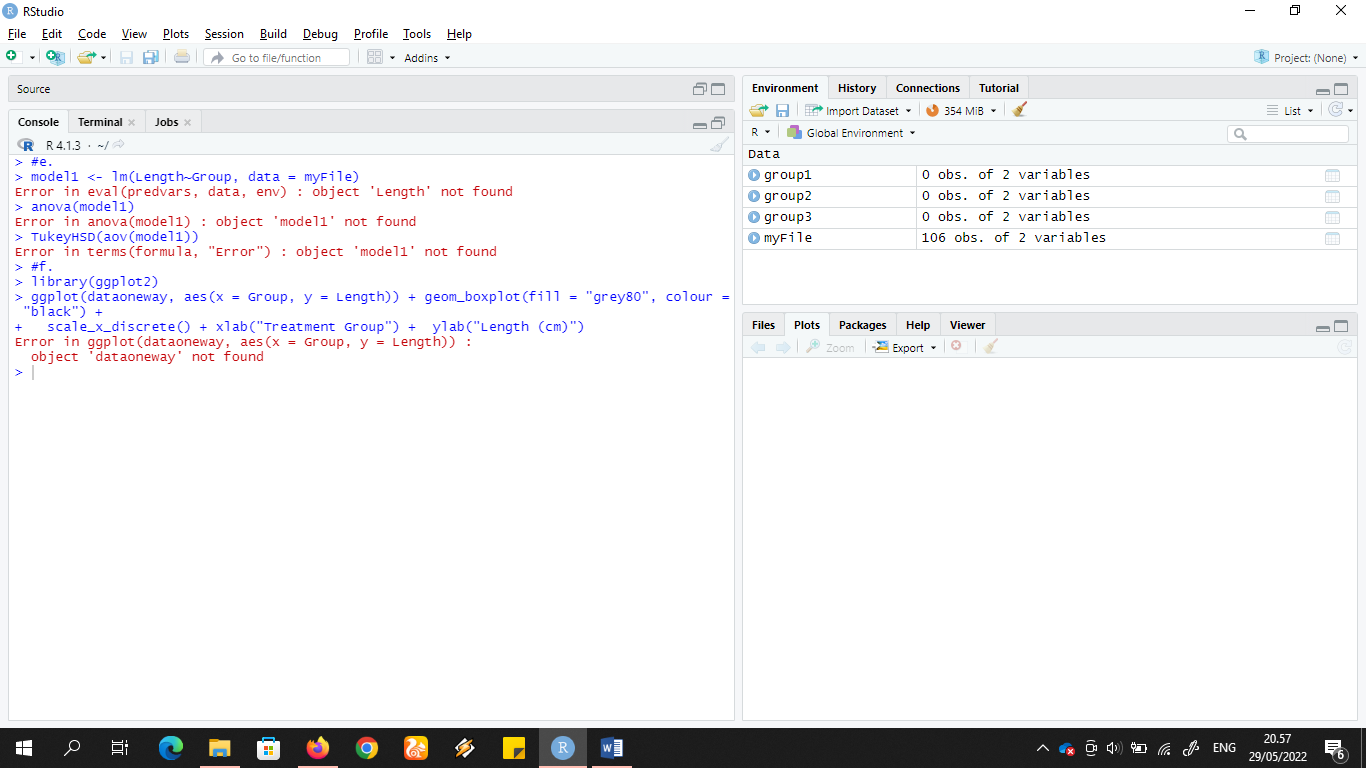 RStudio
File Edit Code View Plots Session Build Debug Profile Tools Help
Go to file/function Addins Project: (None)
Source
Console Terminal Jobs
R 4.1.3 · ~/
> #e.
> model1 <- lm(Length~Group, data = myFile)
Error in eval(predvars, data, env) : object 'Length' not found
> anova(model1)
Error in anova(model1) : object 'model1' not found
> TukeyHSD(aov(model1))
Error in terms(formula, "Error") : object 'model1' not found
> #f.
> library(ggplot2)
> ggplot(dataoneway, aes(x = Group, y = Length)) + geom_boxplot(fill = "grey80", colour =
"black") +
+   scale_x_discrete() + xlab("Treatment Group") +  ylab("Length (cm)")
Error in ggplot(dataoneway, aes(x = Group, y = Length)) :
  object 'dataoneway' not found
>
Environment History Connections Tutorial
Import Dataset 354 MiB List
R Global Environment
Data
group1 0 obs. of 2 variables
group2 0 obs. of 2 variables
group3 0 obs. of 2 variables
myFile 106 obs. of 2 variables
Files Plots Packages Help Viewer
Zoom Export
ENG
20.57
29/05/2022
6